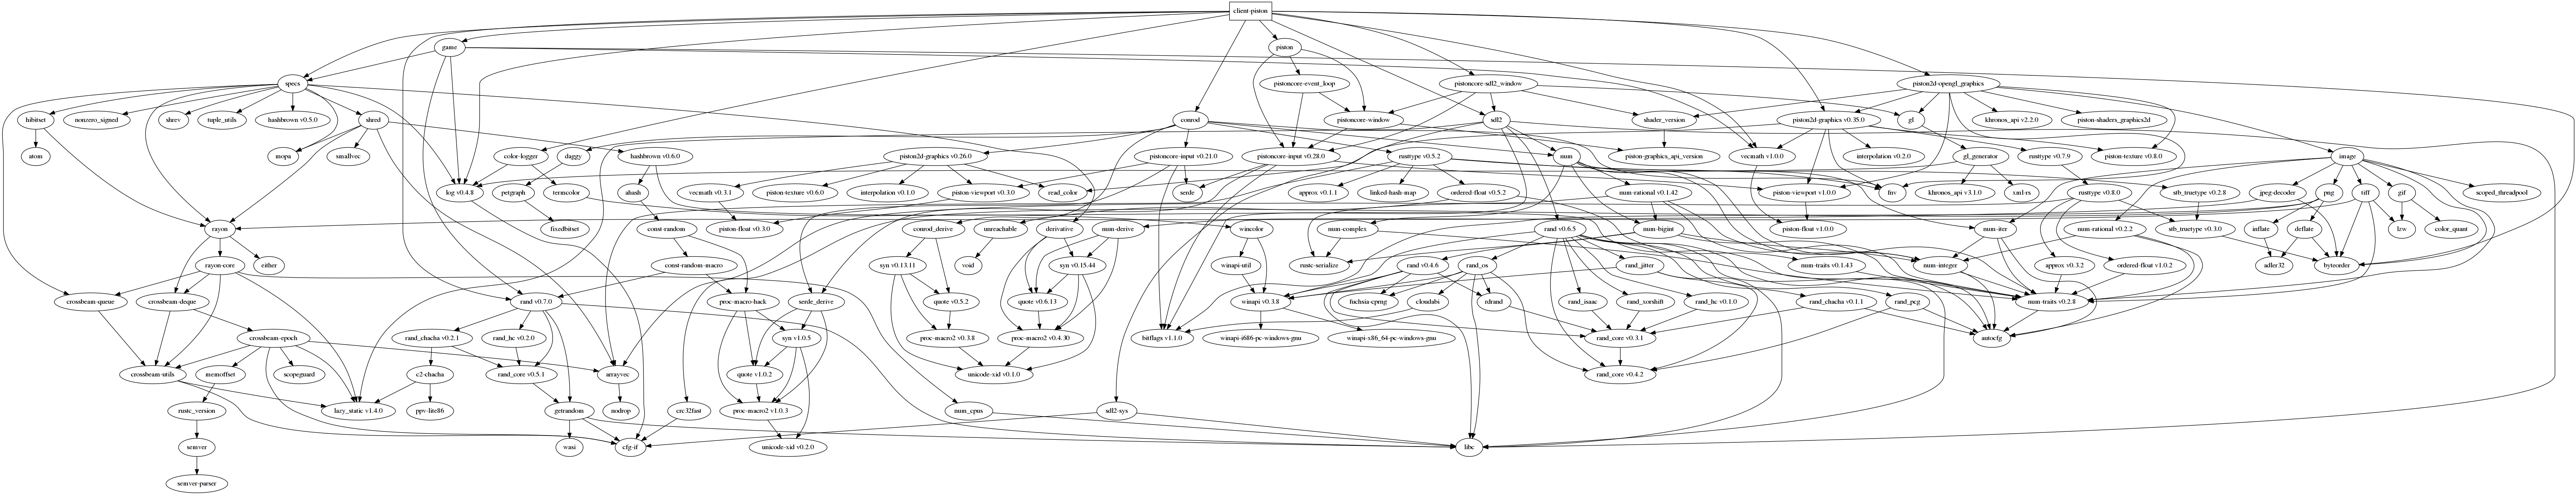 client-piston
game
piston
specs
pistoncore-event_loop
pistoncore-sdl2_window
piston2d-opengl_graphics
hibitset
nonzero_signed
shrev
tuple_utils
hashbrown v0.5.0
shred
conrod
pistoncore-window
sdl2
shader_version
piston2d-graphics v0.35.0
gl
khronos_api v2.2.0
piston-shaders_graphics2d
atom
mopa
smallvec
color-logger
daggy
hashbrown v0.6.0
piston2d-graphics v0.26.0
pistoncore-input v0.21.0
pistoncore-input v0.28.0
rusttype v0.5.2
num
piston-graphics_api_version
vecmath v1.0.0
interpolation v0.2.0
gl_generator
rusttype v0.7.9
piston-texture v0.8.0
image
log v0.4.8
petgraph
termcolor
ahash
vecmath v0.3.1
piston-texture v0.6.0
interpolation v0.1.0
piston-viewport v0.3.0
read_color
serde
approx v0.1.1
linked-hash-map
ordered-float v0.5.2
num-rational v0.1.42
piston-viewport v1.0.0
fnv
khronos_api v3.1.0
xml-rs
rusttype v0.8.0
stb_truetype v0.2.8
jpeg-decoder
png
tiff
gif
scoped_threadpool
rayon
fixedbitset
const-random
piston-float v0.3.0
conrod_derive
unreachable
derivative
num-derive
wincolor
num-complex
rand v0.6.5
num-bigint
piston-float v1.0.0
num-iter
num-rational v0.2.2
stb_truetype v0.3.0
inflate
deflate
lzw
color_quant
rayon-core
either
const-random-macro
syn v0.13.11
void
syn v0.15.44
winapi-util
rustc-serialize
rand v0.4.6
rand_os
rand_jitter
num-traits v0.1.43
num-integer
approx v0.3.2
ordered-float v1.0.2
adler32
byteorder
crossbeam-queue
crossbeam-deque
rand v0.7.0
proc-macro-hack
serde_derive
quote v0.5.2
quote v0.6.13
winapi v0.3.8
fuchsia-cprng
cloudabi
rdrand
rand_isaac
rand_xorshift
rand_hc v0.1.0
rand_chacha v0.1.1
rand_pcg
num-traits v0.2.8
crossbeam-epoch
rand_chacha v0.2.1
rand_hc v0.2.0
syn v1.0.5
proc-macro2 v0.3.8
proc-macro2 v0.4.30
bitflags v1.1.0
winapi-i686-pc-windows-gnu
winapi-x86_64-pc-windows-gnu
rand_core v0.3.1
autocfg
crossbeam-utils
memoffset
scopeguard
c2-chacha
rand_core v0.5.1
arrayvec
quote v1.0.2
unicode-xid v0.1.0
rand_core v0.4.2
rustc_version
lazy_static v1.4.0
ppv-lite86
getrandom
nodrop
crc32fast
proc-macro2 v1.0.3
num_cpus
sdl2-sys
semver
wasi
cfg-if
unicode-xid v0.2.0
libc
semver-parser